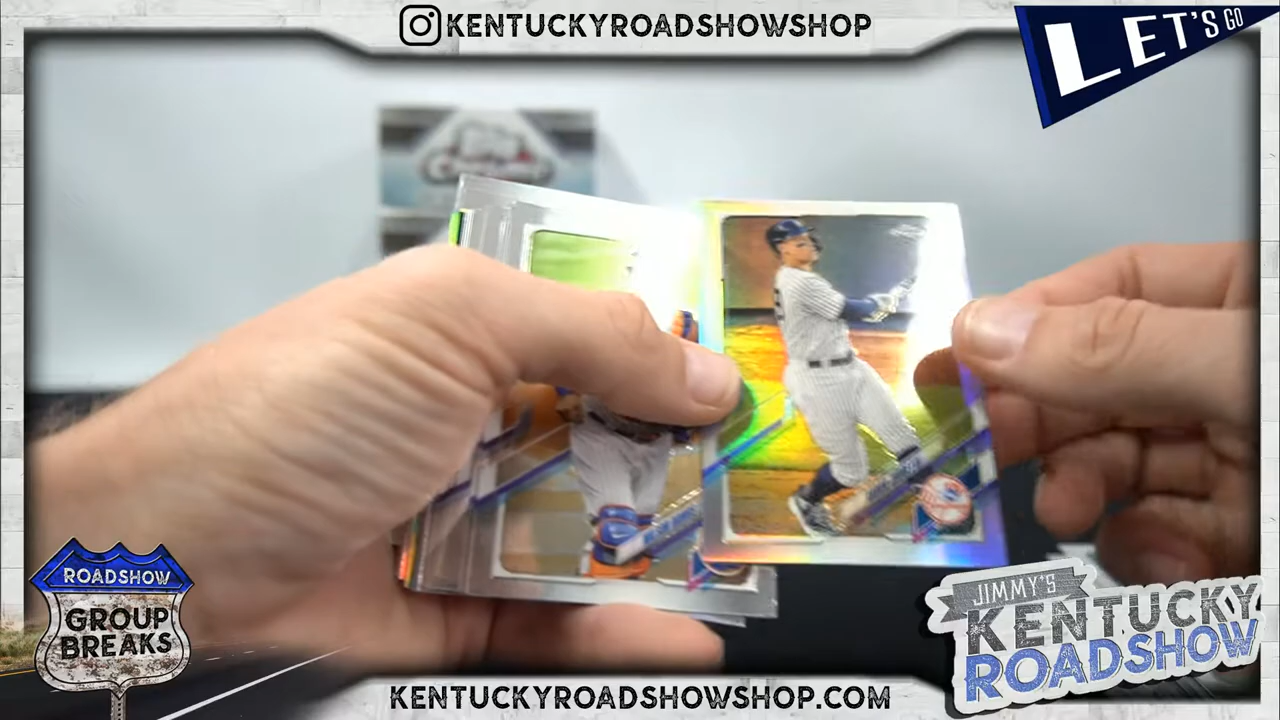 KENTUCKYROADSHOWSHOP
LET'S GO
ROADSHOW
GROUP
BREAKS
JIMMY'S
KENTUCKY
ROADSHOW
KENTUCKYROADSHOWSHOP.COM